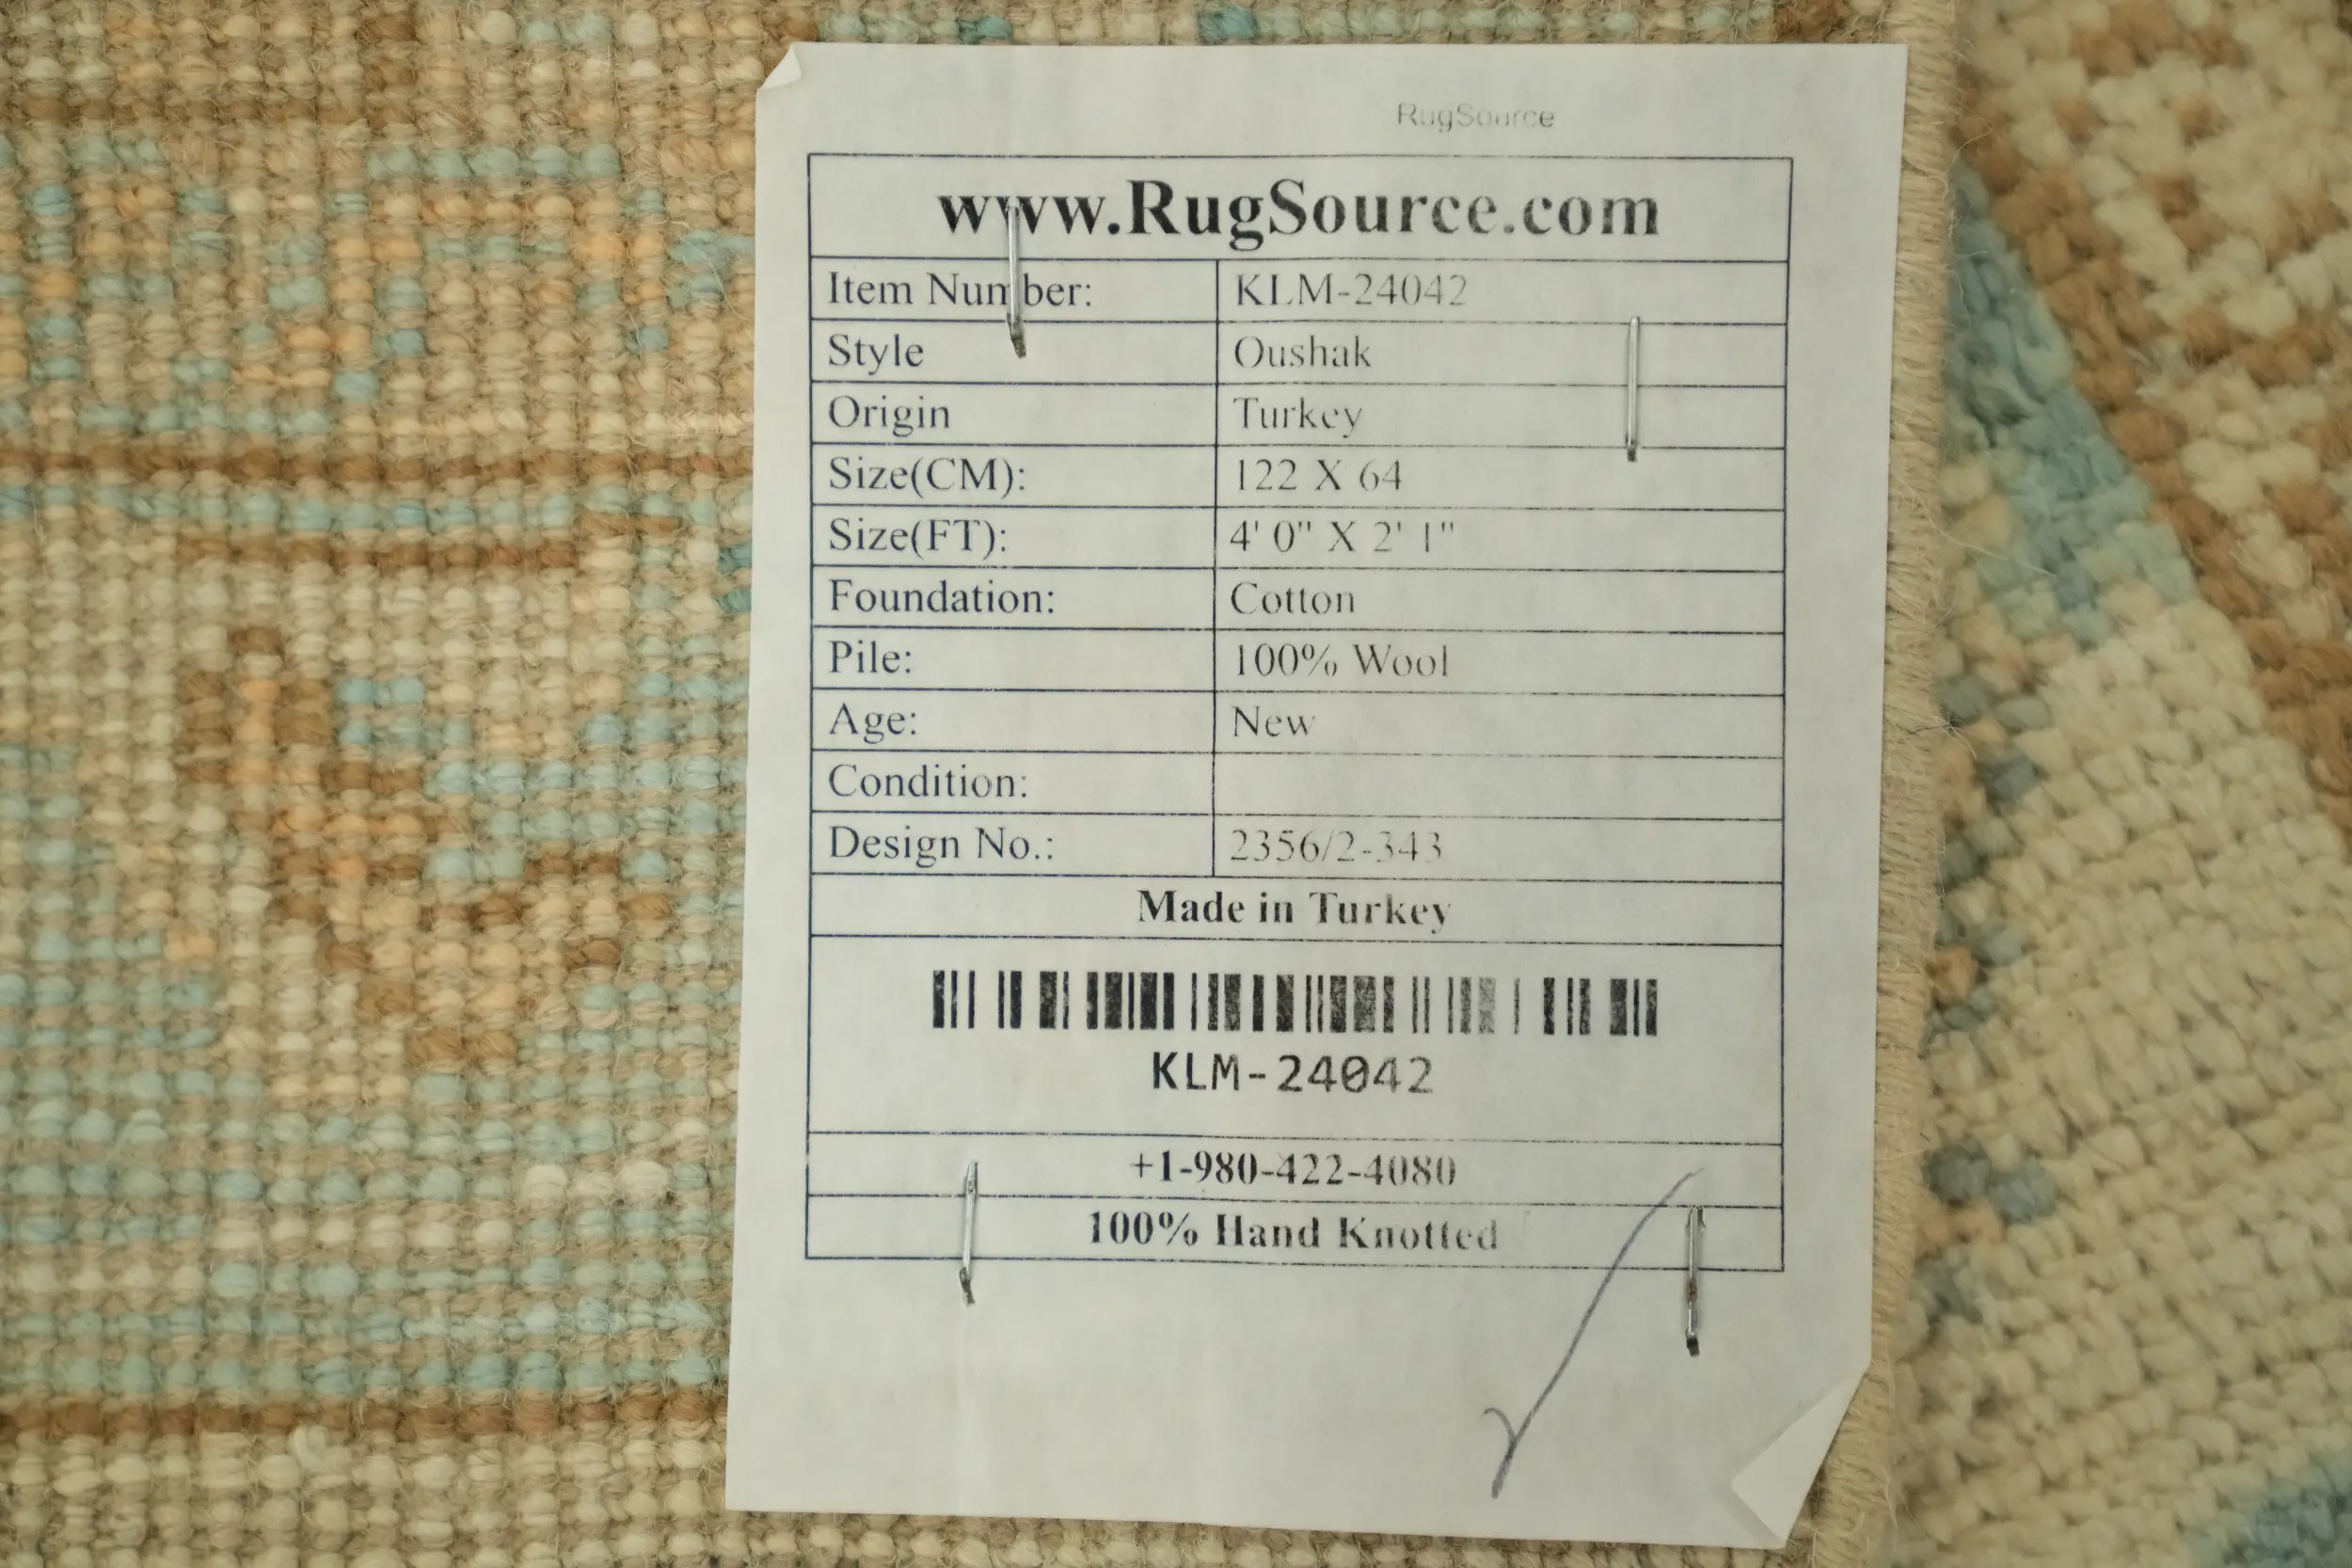 RugSource
www.RugSource.com
Item Number: KLM-24042
Style Oushak
Origin Turkey
Size(CM): 122 X 64
Size(FT): 4' 0" X 2' 1"
Foundation: Cotton
Pile: 100% Wool
Age: New
Condition:
Design No.: 2356/2-343
Made in Turkey
KLM-24042
+1-980-422-4080
100% Hand Knotted